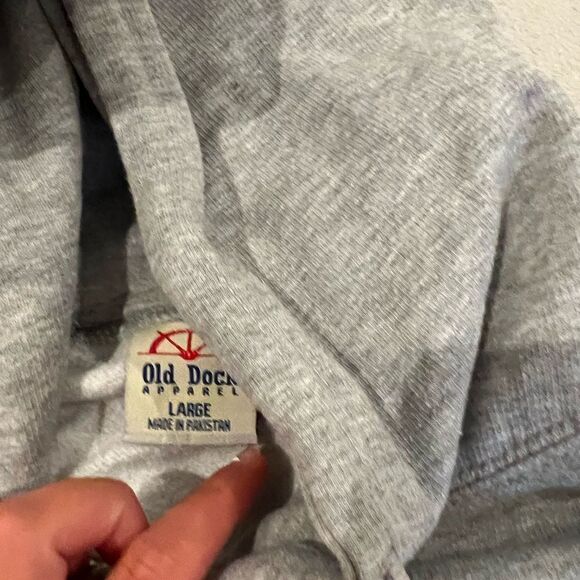 Old Dock
APPAREL
LARGE
MADE IN PAKISTAN